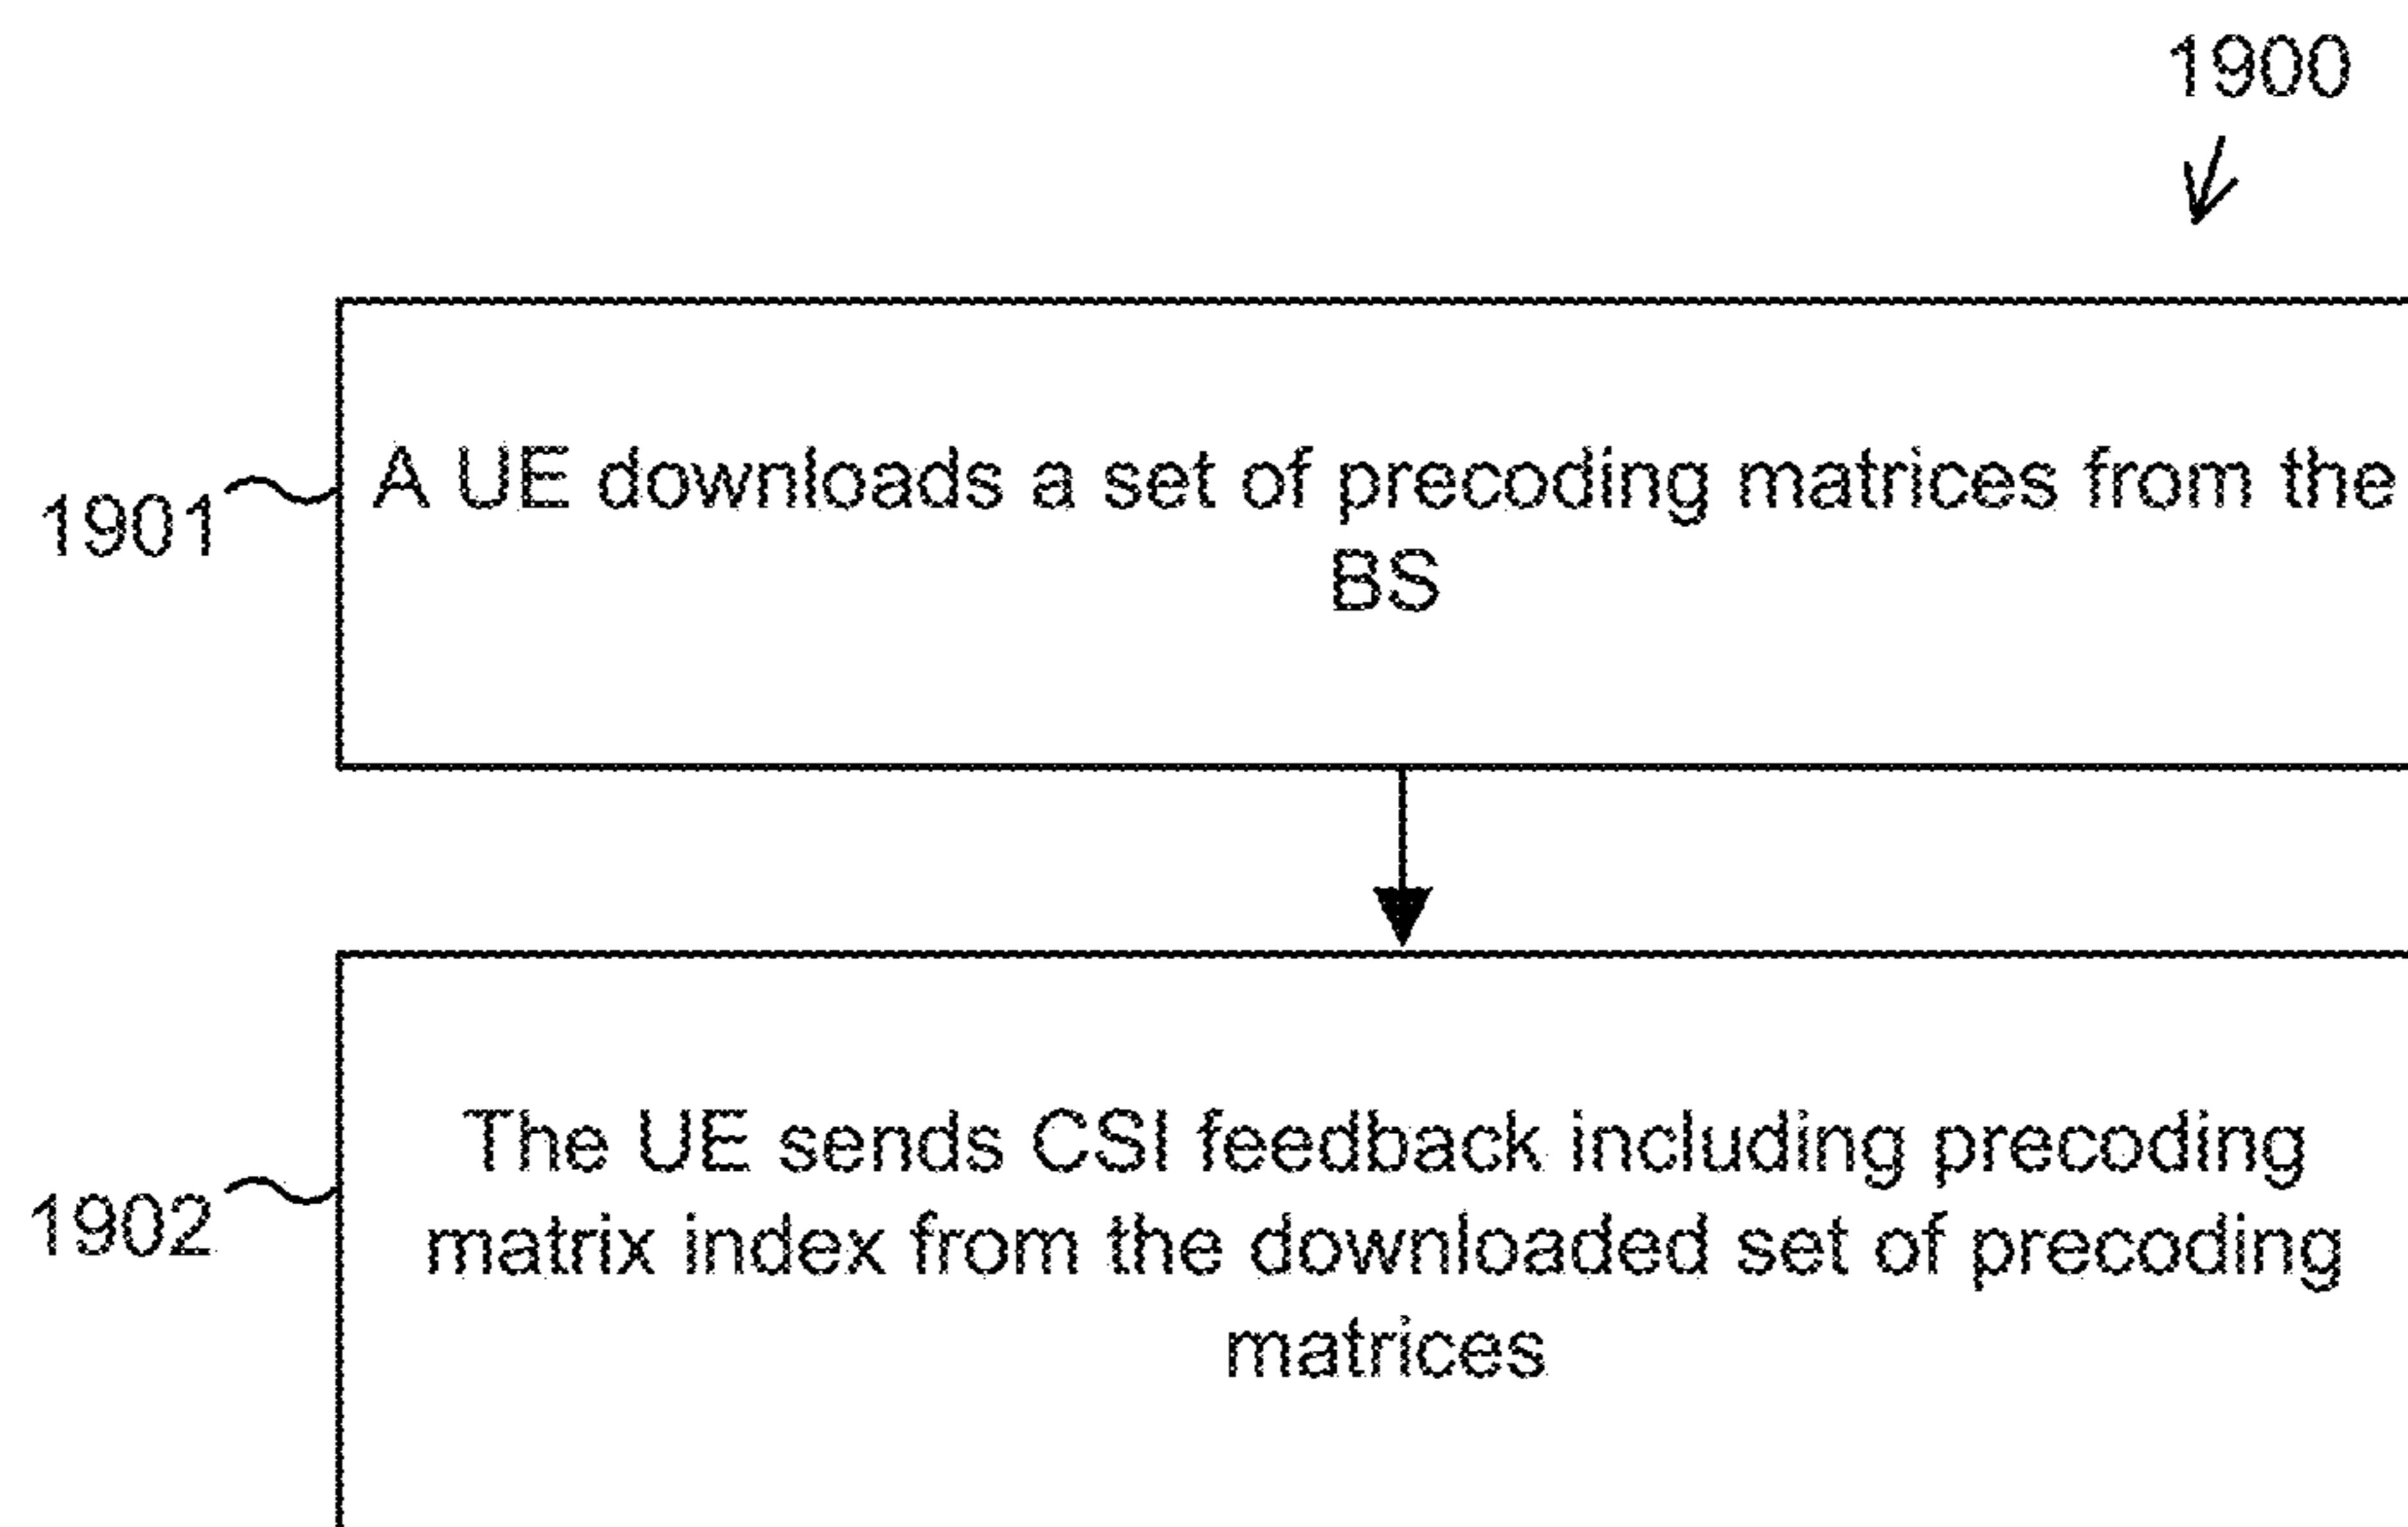 1900
1901
A UE downloads a set of precoding matrices from the
BS
1902
The UE sends CSI feedback including precoding
matrix index from the downloaded set of precoding
matrices